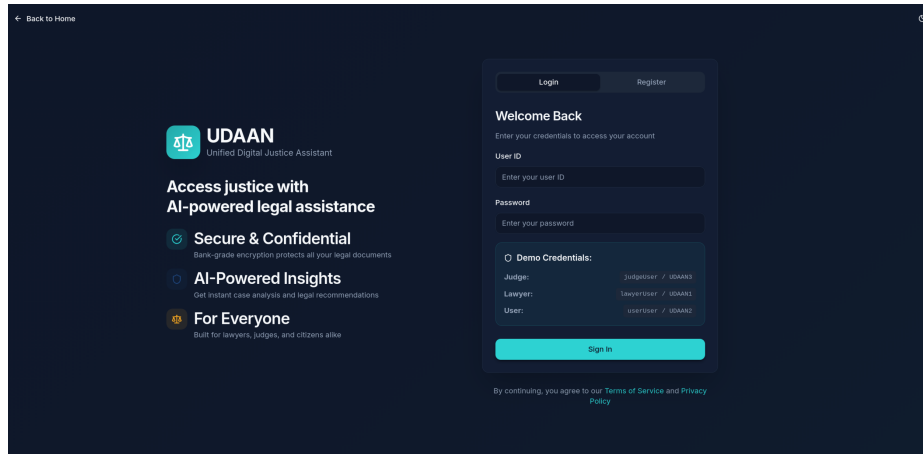 Back to Home
UDAAN
Unified Digital Justice Assistant
Access justice with
AI-powered legal assistance
Secure & Confidential
Bank-grade encryption protects all your legal documents
AI-Powered Insights
Get instant case analysis and legal recommendations
For Everyone
Built for lawyers, judges, and citizens alike
Login Register
Welcome Back
Enter your credentials to access your account
User ID
Enter your user ID
Password
Enter your password
Demo Credentials:
Judge: judgeUser / UDAAN3
Lawyer: lawyerUser / UDAAN1
User: userUser / UDAAN2
Sign In
By continuing, you agree to our Terms of Service and Privacy
Policy